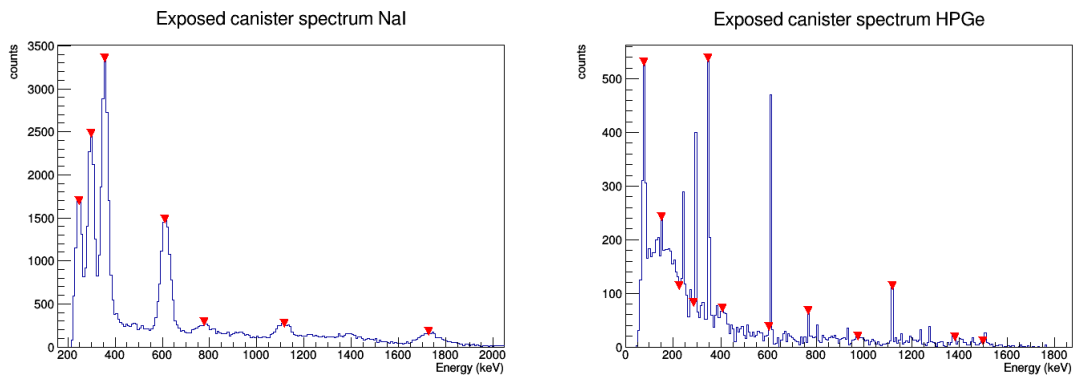 Exposed canister spectrum NaI
counts
3500
3000
2500
2000
1500
1000
500
0
200 400 600 800 1000 1200 1400 1600 1800 2000
Energy (keV)
Exposed canister spectrum HPGe
counts
500
400
300
200
100
0
0 200 400 600 800 1000 1200 1400 1600 1800
Energy (keV)